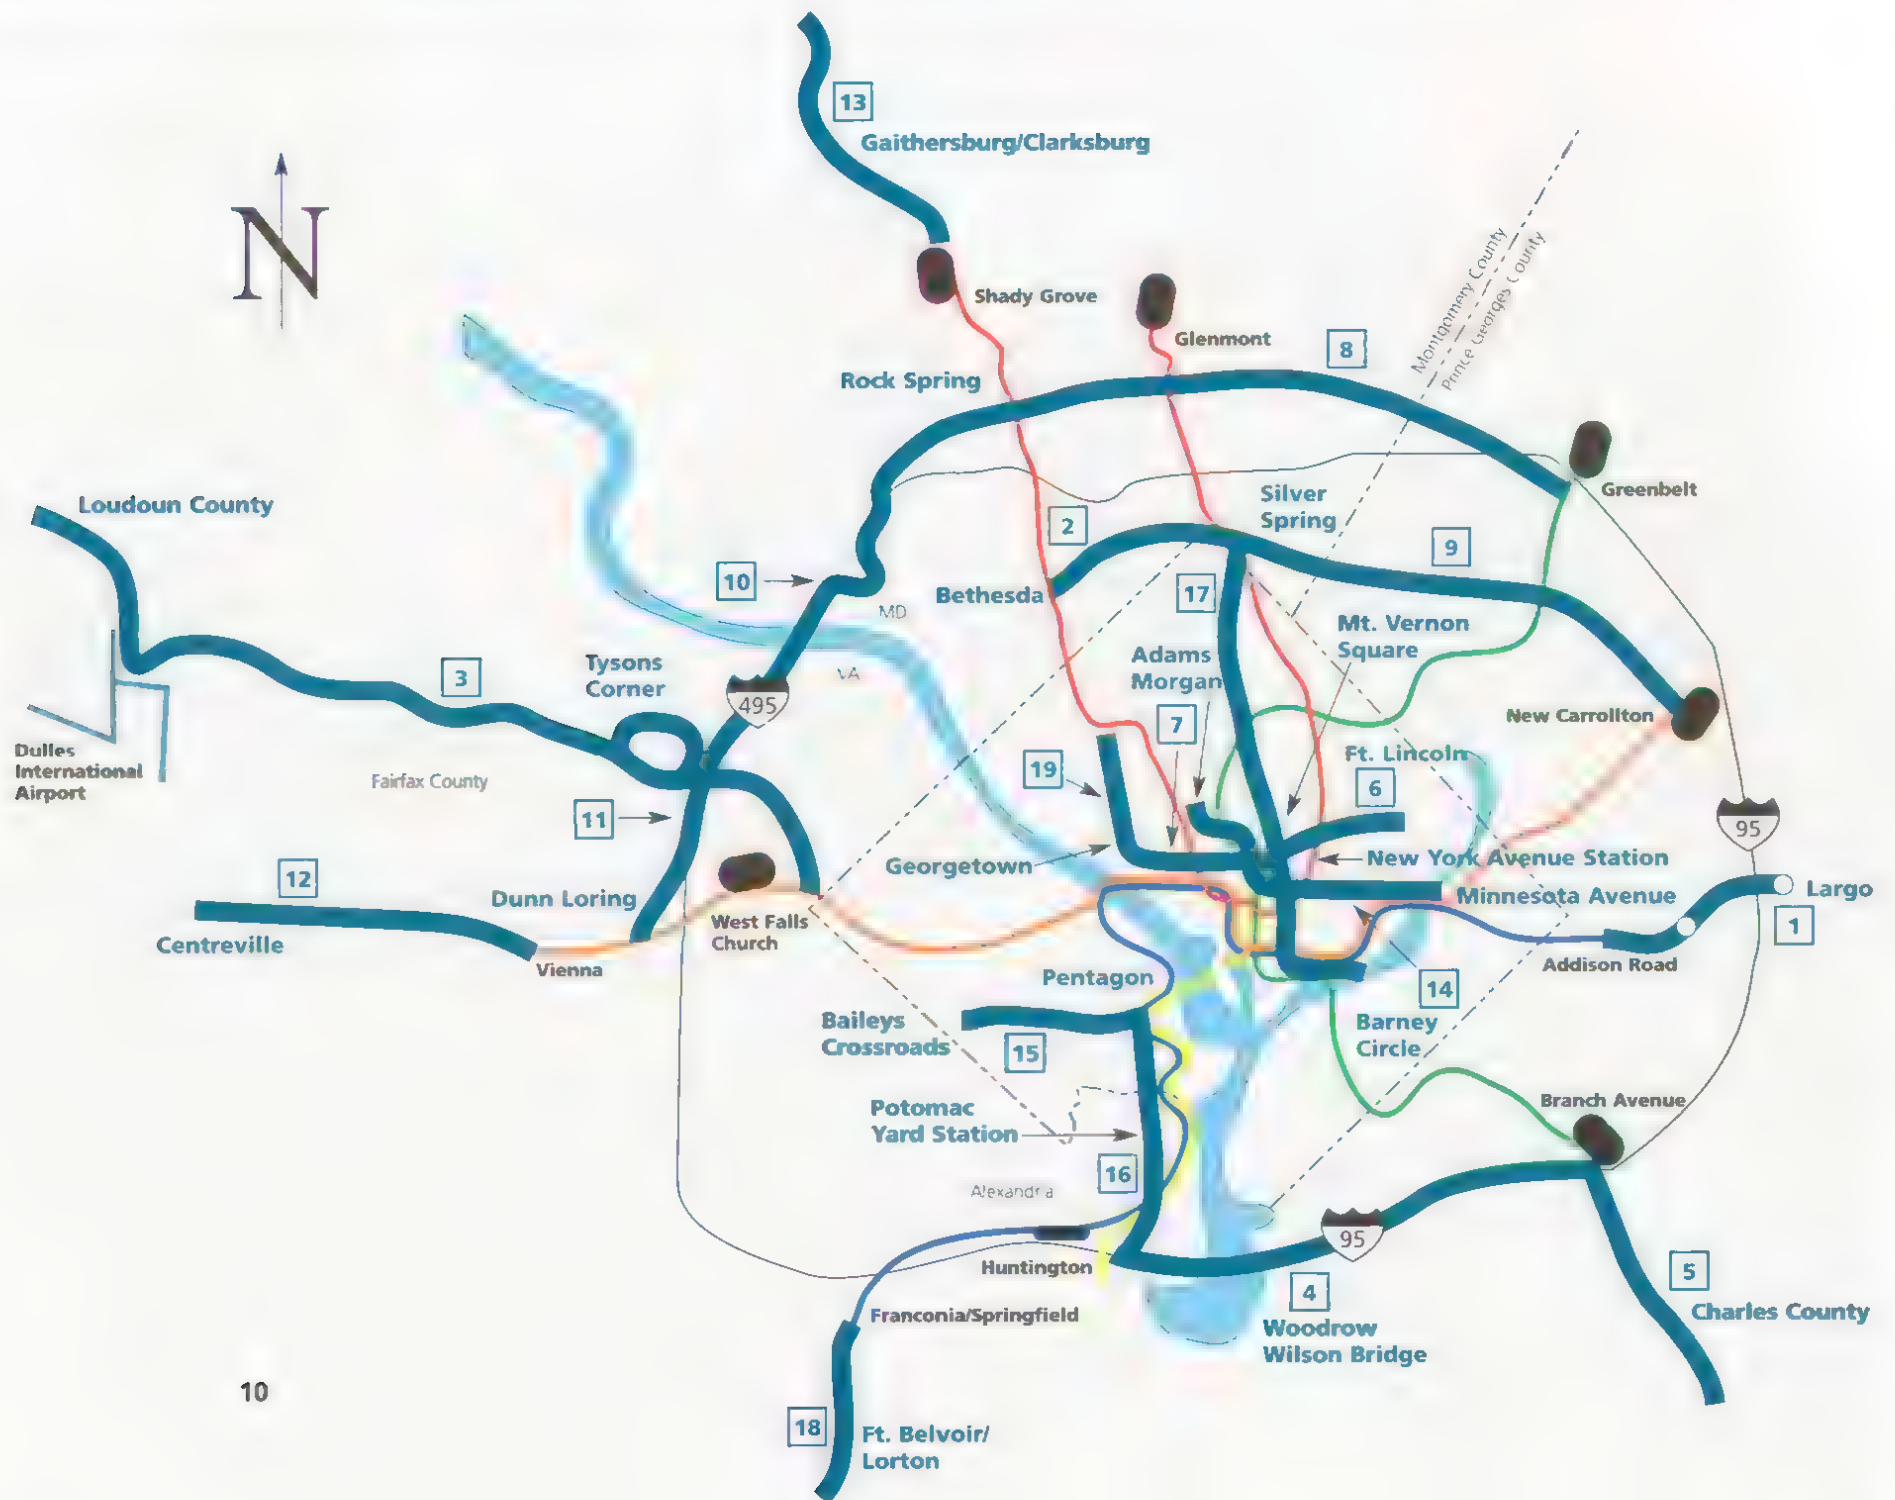 13
Gaithersburg/Clarksburg
N
Montgomery County
Prince Georges County
Shady Grove
Glenmont
8
Rock Spring
Greenbelt
Loudoun County
Silver
Spring
2
9
10
Bethesda
17
MD
VA
Mt. Vernon
Square
Adams
Morgan
Tysons
Corner
3
495
7
New Carrollton
Ft. Lincoln
Dulles
International
Airport
Fairfax County
19
6
11
95
Georgetown
New York Avenue Station
12
Dunn Loring
Minnesota Avenue
Largo
1
West Falls
Church
Centreville
Vienna
Addison Road
Pentagon
14
Baileys
Crossroads
15
Barney
Circle
Branch Avenue
Potomac
Yard Station
16
Alexandria
95
Huntington
4
5
Charles County
Franconia/Springfield
Woodrow
Wilson Bridge
10
18
Ft. Belvoir/
Lorton